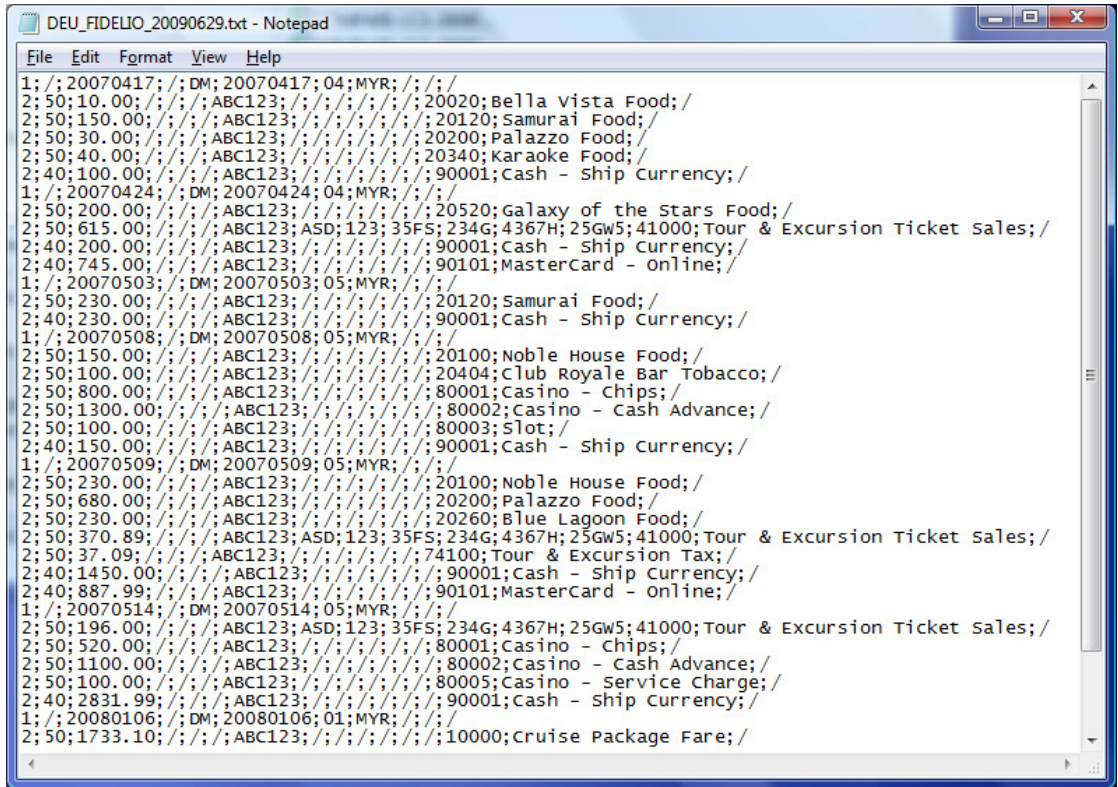 DEU_FIDELIO_20090629.txt - Notepad
File Edit Format View Help
1;/;20070417;/;DM;20070417;04;MYR;/;/;/
2;50;10.00;/;/;/;ABC123;/;/;/;/;/;/;20020;Bella Vista Food;/
2;50;150.00;/;/;/;ABC123;/;/;/;/;/;/;20120;Samurai Food;/
2;50;30.00;/;/;/;ABC123;/;/;/;/;/;/;20200;Palazzo Food;/
2;50;40.00;/;/;/;ABC123;/;/;/;/;/;/;20340;Karaoke Food;/
2;40;100.00;/;/;/;ABC123;/;/;/;/;/;/;90001;Cash - Ship Currency;/
1;/;20070424;/;DM;20070424;04;MYR;/;/;/
2;50;200.00;/;/;/;ABC123;/;/;/;/;/;/;20520;Galaxy of the Stars Food;/
2;50;615.00;/;/;/;ABC123;ASD;123;35FS;234G;4367H;25GW5;41000;Tour & Excursion Ticket Sales;/
2;40;200.00;/;/;/;ABC123;/;/;/;/;/;/;90001;Cash - Ship Currency;/
2;40;745.00;/;/;/;ABC123;/;/;/;/;/;/;90101;MasterCard - Online;/
1;/;20070503;/;DM;20070503;05;MYR;/;/;/
2;50;230.00;/;/;/;ABC123;/;/;/;/;/;/;20120;Samurai Food;/
2;40;230.00;/;/;/;ABC123;/;/;/;/;/;/;90001;Cash - Ship Currency;/
1;/;20070508;/;DM;20070508;05;MYR;/;/;/
2;50;150.00;/;/;/;ABC123;/;/;/;/;/;/;20100;Noble House Food;/
2;50;100.00;/;/;/;ABC123;/;/;/;/;/;/;20404;Club Royale Bar Tobacco;/
2;50;800.00;/;/;/;ABC123;/;/;/;/;/;/;80001;Casino - Chips;/
2;50;1300.00;/;/;/;ABC123;/;/;/;/;/;/;80002;Casino - Cash Advance;/
2;50;100.00;/;/;/;ABC123;/;/;/;/;/;/;80003;Slot;/
2;40;150.00;/;/;/;ABC123;/;/;/;/;/;/;90001;Cash - Ship Currency;/
1;/;20070509;/;DM;20070509;05;MYR;/;/;/
2;50;230.00;/;/;/;ABC123;/;/;/;/;/;/;20100;Noble House Food;/
2;50;680.00;/;/;/;ABC123;/;/;/;/;/;/;20200;Palazzo Food;/
2;50;230.00;/;/;/;ABC123;/;/;/;/;/;/;20260;Blue Lagoon Food;/
2;50;370.89;/;/;/;ABC123;ASD;123;35FS;234G;4367H;25GW5;41000;Tour & Excursion Ticket Sales;/
2;50;37.09;/;/;/;ABC123;/;/;/;/;/;/;74100;Tour & Excursion Tax;/
2;40;1450.00;/;/;/;ABC123;/;/;/;/;/;/;90001;Cash - Ship Currency;/
2;40;887.99;/;/;/;ABC123;/;/;/;/;/;/;90101;MasterCard - Online;/
1;/;20070514;/;DM;20070514;05;MYR;/;/;/
2;50;196.00;/;/;/;ABC123;ASD;123;35FS;234G;4367H;25GW5;41000;Tour & Excursion Ticket Sales;/
2;50;520.00;/;/;/;ABC123;/;/;/;/;/;/;80001;Casino - Chips;/
2;50;1100.00;/;/;/;ABC123;/;/;/;/;/;/;80002;Casino - Cash Advance;/
2;50;100.00;/;/;/;ABC123;/;/;/;/;/;/;80005;Casino - Service Charge;/
2;40;2831.99;/;/;/;ABC123;/;/;/;/;/;/;90001;Cash - Ship Currency;/
1;/;20080106;/;DM;20080106;01;MYR;/;/;/
2;50;1733.10;/;/;/;ABC123;/;/;/;/;/;/;10000;Cruise Package Fare;/